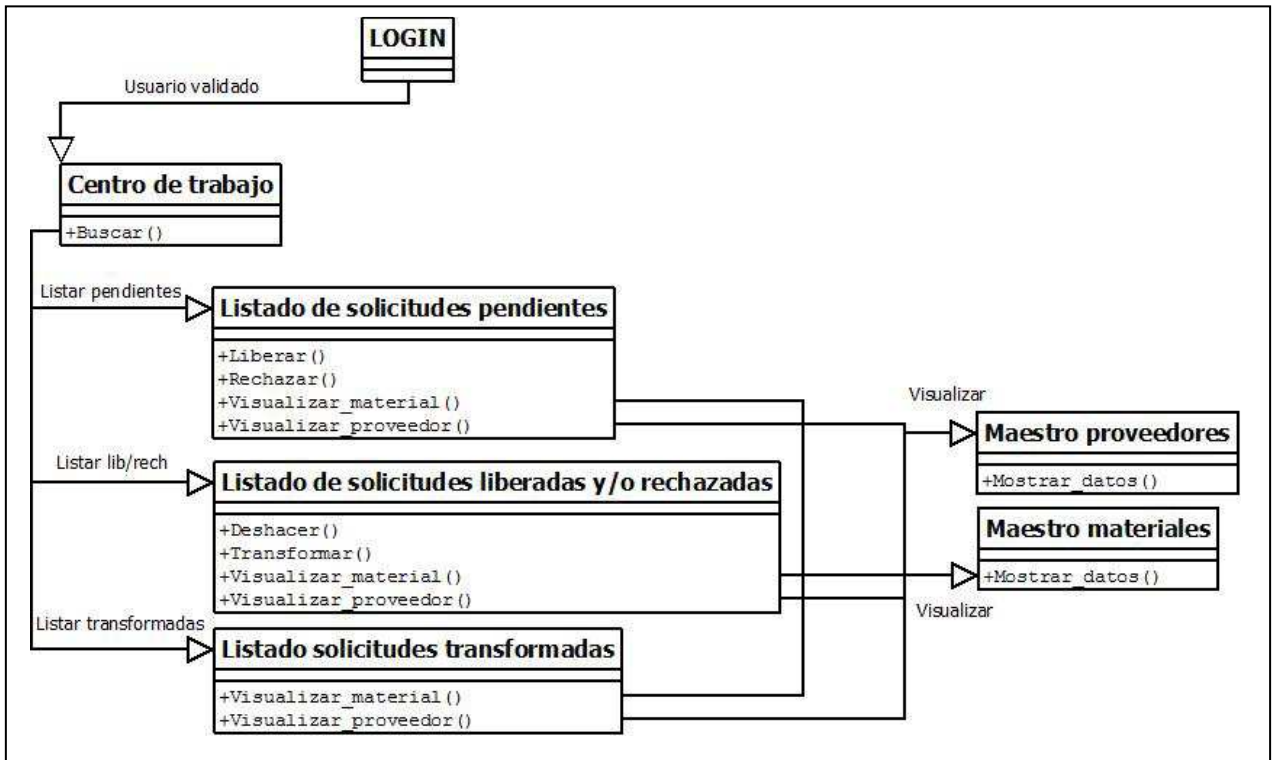 LOGIN
Usuario validado
Centro de trabajo
+Buscar()
Listar pendientes
Listado de solicitudes pendientes
+Liberar()
+Rechazar()
+Visualizar_material()
+Visualizar_proveedor()
Visualizar
Maestro proveedores
+Mostrar_datos()
Listar lib/rech
Listado de solicitudes liberadas y/o rechazadas
+Deshacer()
+Transformar()
+Visualizar_material()
+Visualizar_proveedor()
Maestro materiales
+Mostrar_datos()
Visualizar
Listar transformadas
Listado solicitudes transformadas
+Visualizar_material()
+Visualizar_proveedor()